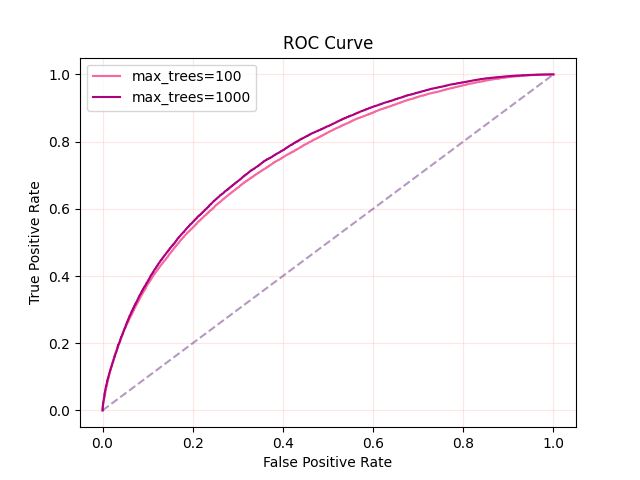 ROC Curve
max_trees=100
max_trees=1000
True Positive Rate
1.0
0.8
0.6
0.4
0.2
0.0
0.0 0.2 0.4 0.6 0.8 1.0
False Positive Rate